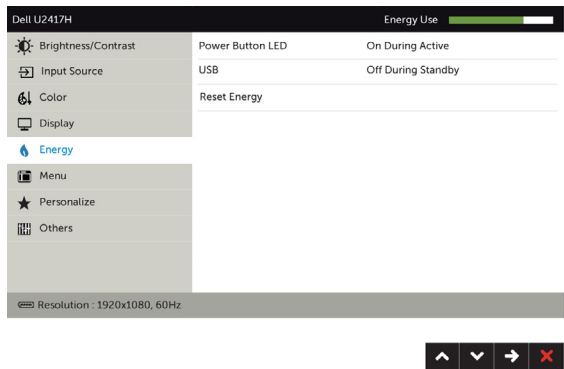 Dell U2417H Energy Use
Brightness/Contrast Power Button LED On During Active
Input Source USB Off During Standby
Color Reset Energy
Display
Energy
Menu
Personalize
Others
Resolution : 1920x1080, 60Hz